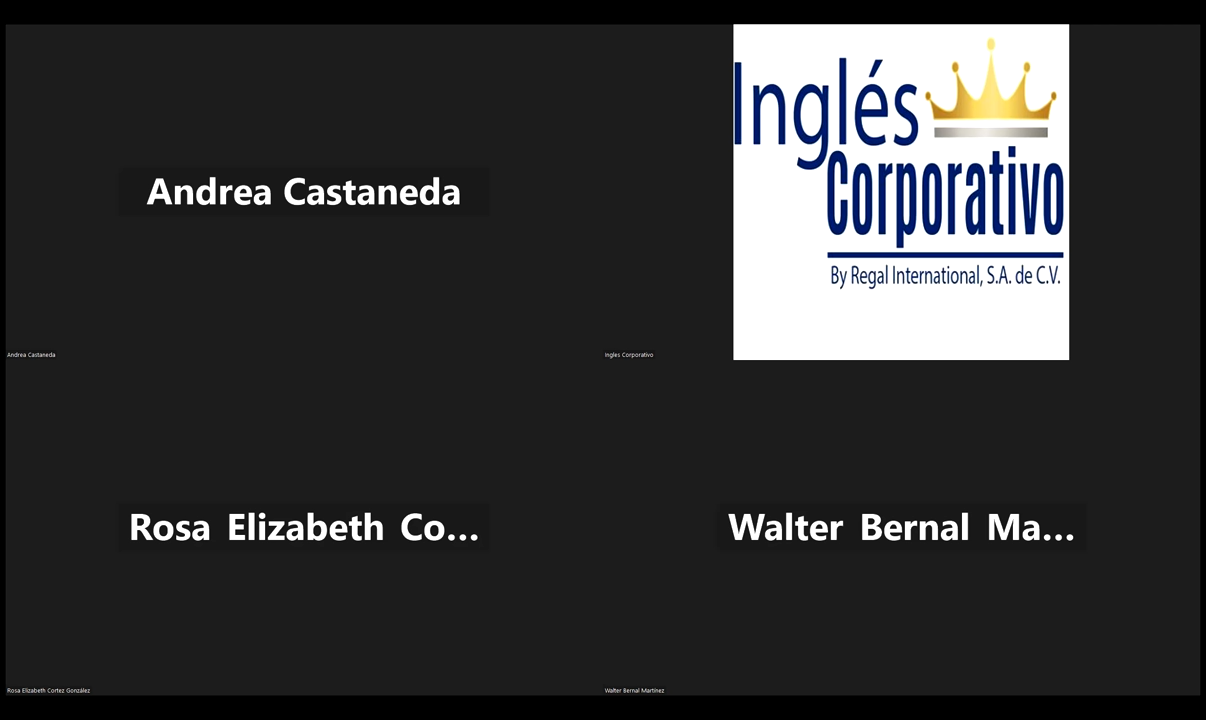 Andrea Castaneda
Andrea Castaneda
Inglés
Corporativo
By Regal International, S.A. de C.V.
Ingles Corporativo
Rosa Elizabeth Co...
Rosa Elizabeth Cortez González
Walter Bernal Ma...
Walter Bernal Martínez